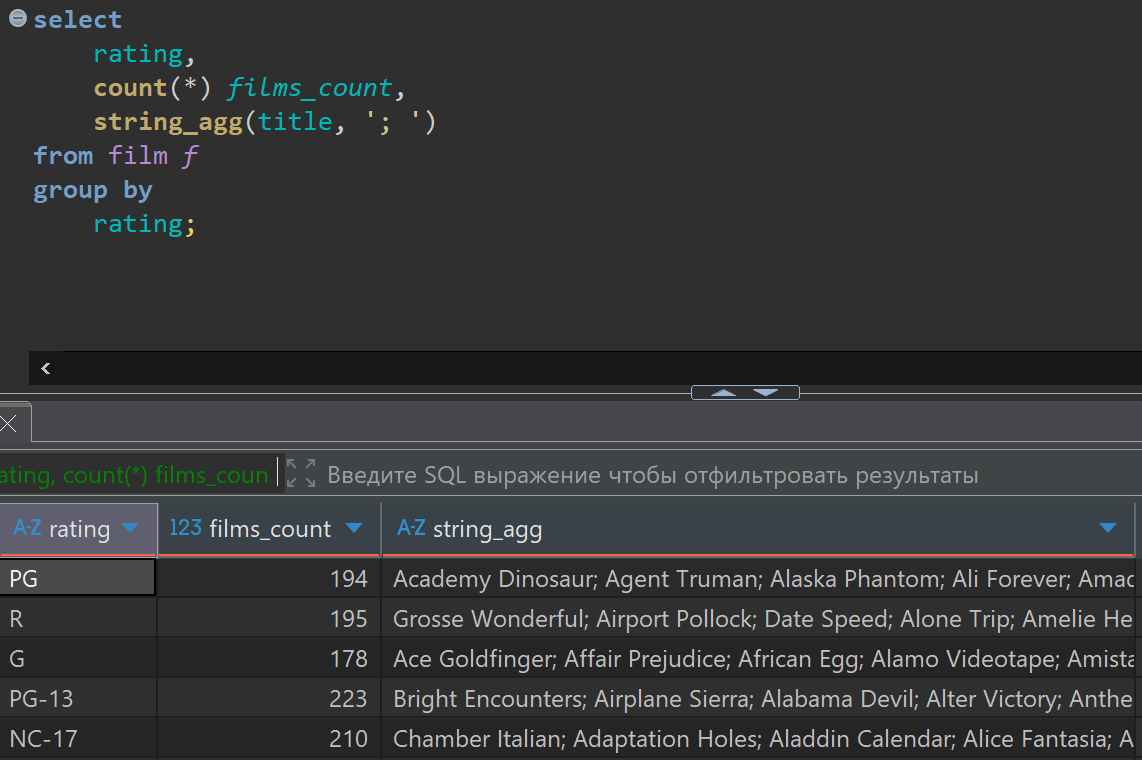 select
rating,
count(*) films_count,
string_agg(title, '; ')
from film f
group by
rating;
ating, count(*) films_coun
Введите SQL выражение чтобы отфильтровать результаты
A-Z rating 123 films_count A-Z string_agg
PG 194 Academy Dinosaur; Agent Truman; Alaska Phantom; Ali Forever; Amad
R 195 Grosse Wonderful; Airport Pollock; Date Speed; Alone Trip; Amelie He
G 178 Ace Goldfinger; Affair Prejudice; African Egg; Alamo Videotape; Amista
PG-13 223 Bright Encounters; Airplane Sierra; Alabama Devil; Alter Victory; Anthe
NC-17 210 Chamber Italian; Adaptation Holes; Aladdin Calendar; Alice Fantasia; A